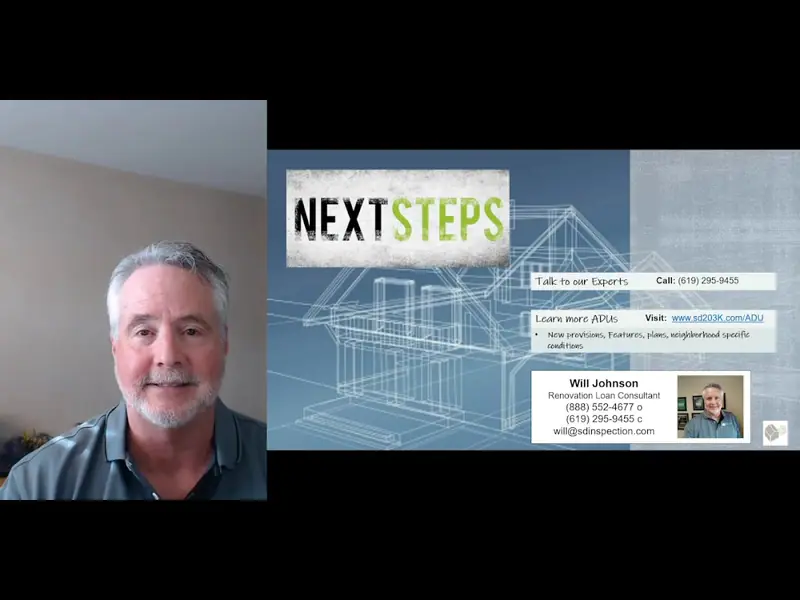 NEXTSTEPS
Talk to our Experts Call: (619) 295-9455
Learn more ADUs Visit: www.sd203K.com/ADU
• New provisions, Features, plans, neighborhood specific
conditions
Will Johnson
Renovation Loan Consultant
(888) 552-4677 o
(619) 295-9455 c
will@sdinspection.com